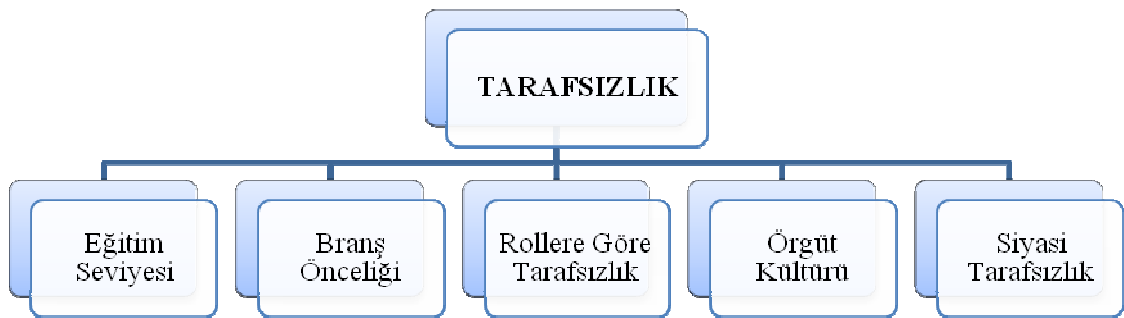 TARAFSIZLIK
Eğitim
Seviyesi
Branş
Önceliği
Rollere Göre
Tarafsızlık
Örgüt
Kültürü
Siyasi
Tarafsızlık